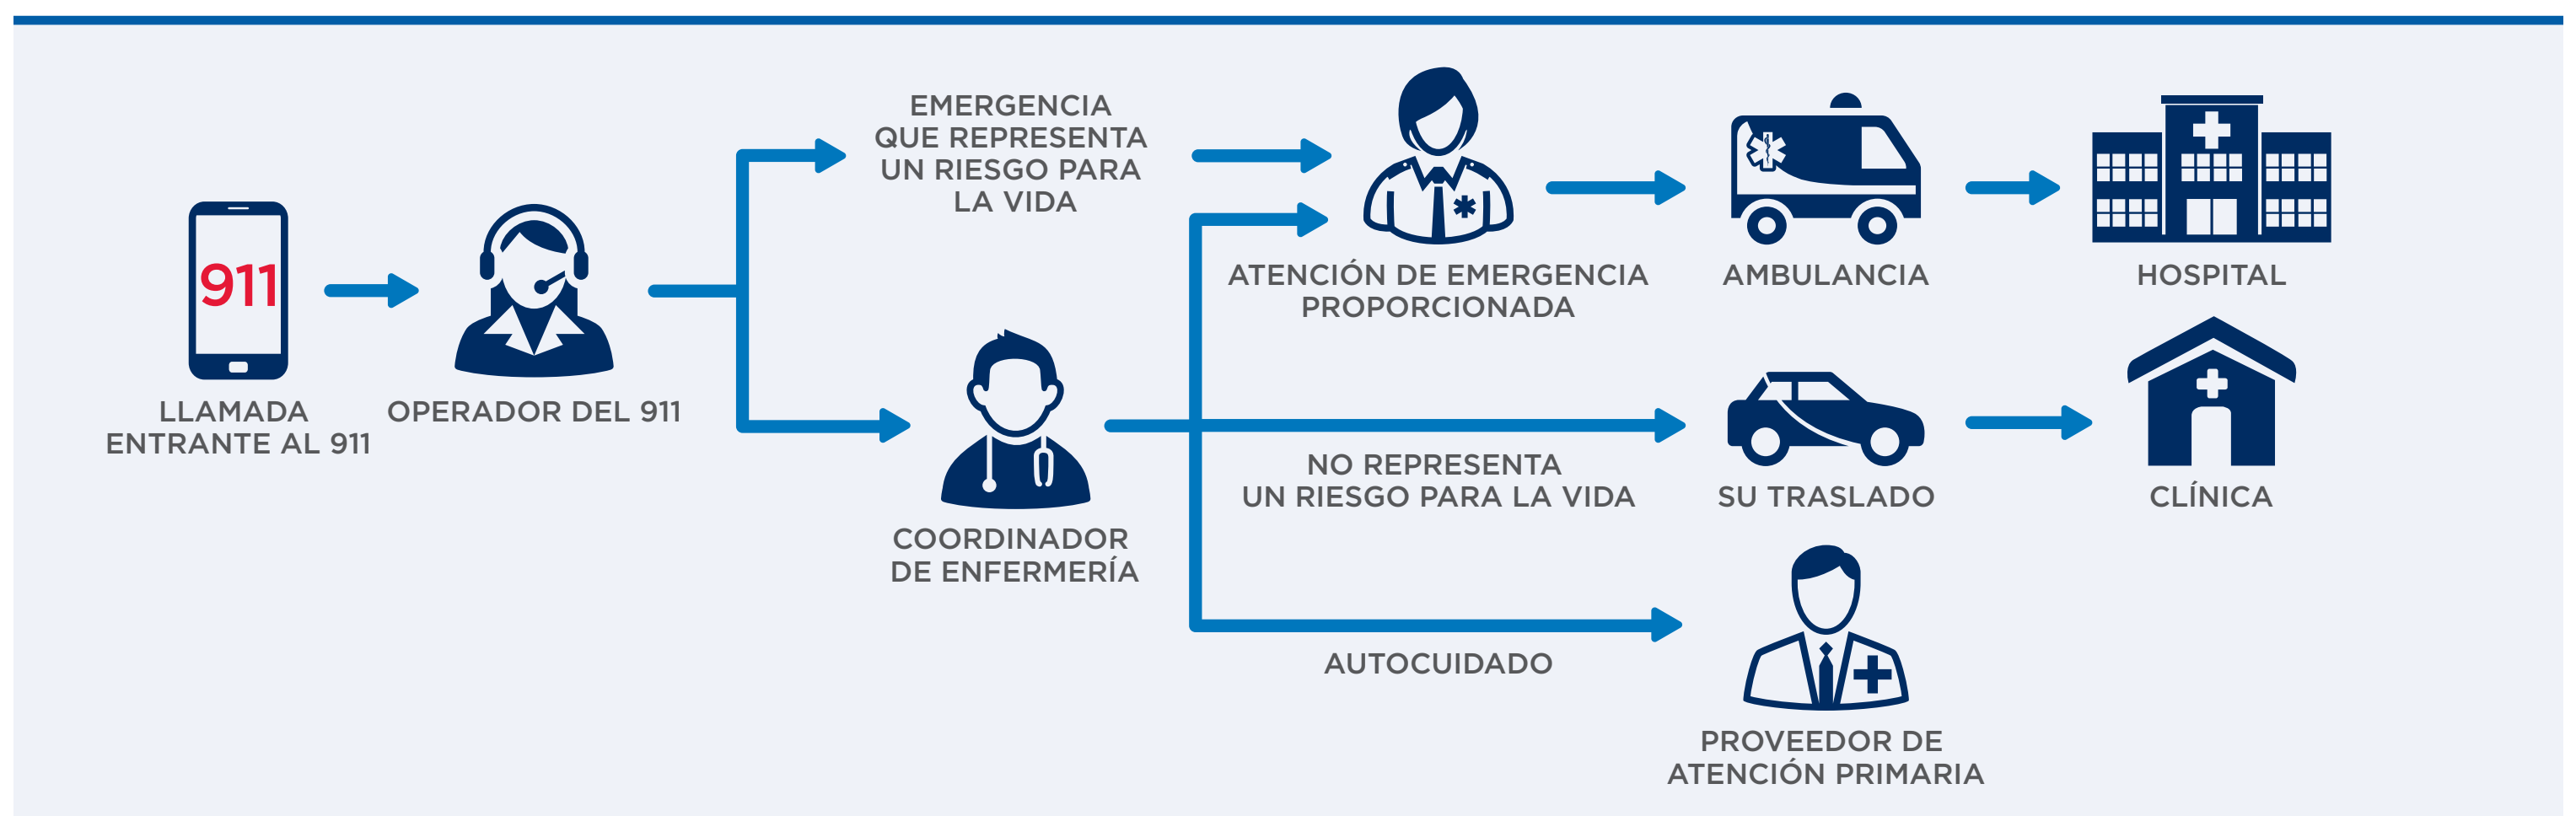 911
LLAMADA
ENTRANTE AL 911
OPERADOR DEL 911
EMERGENCIA
QUE REPRESENTA
UN RIESGO PARA
LA VIDA
COORDINADOR
DE ENFERMERÍA
ATENCIÓN DE EMERGENCIA
PROPORCIONADA
AMBULANCIA
HOSPITAL
NO REPRESENTA
UN RIESGO PARA LA VIDA
SU TRASLADO
CLÍNICA
AUTOCUIDADO
PROVEEDOR DE
ATENCIÓN PRIMARIA